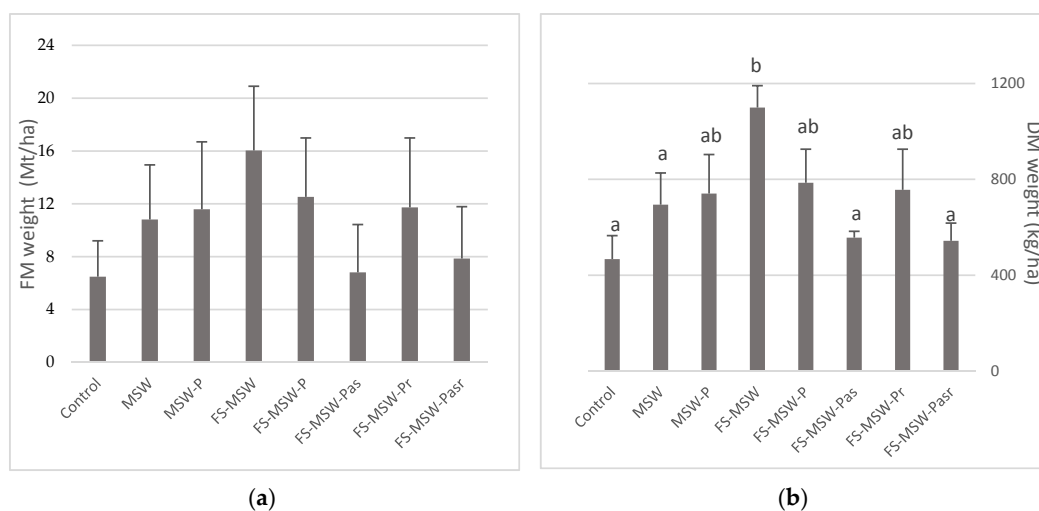 24
20
16
12
8
4
0
FM weight (Mt/ha)
Control
MSW
MSW-P
FS-MSW
FS-MSW-P
FS-MSW-Pas
FS-MSW-Pr
FS-MSW-Pasr
(a)
a
a
ab
b
ab
a
ab
a
1200
800
400
0
DM weight (kg/ha)
Control
MSW
MSW-P
FS-MSW
FS-MSW-P
FS-MSW-Pas
FS-MSW-Pr
FS-MSW-Pasr
(b)